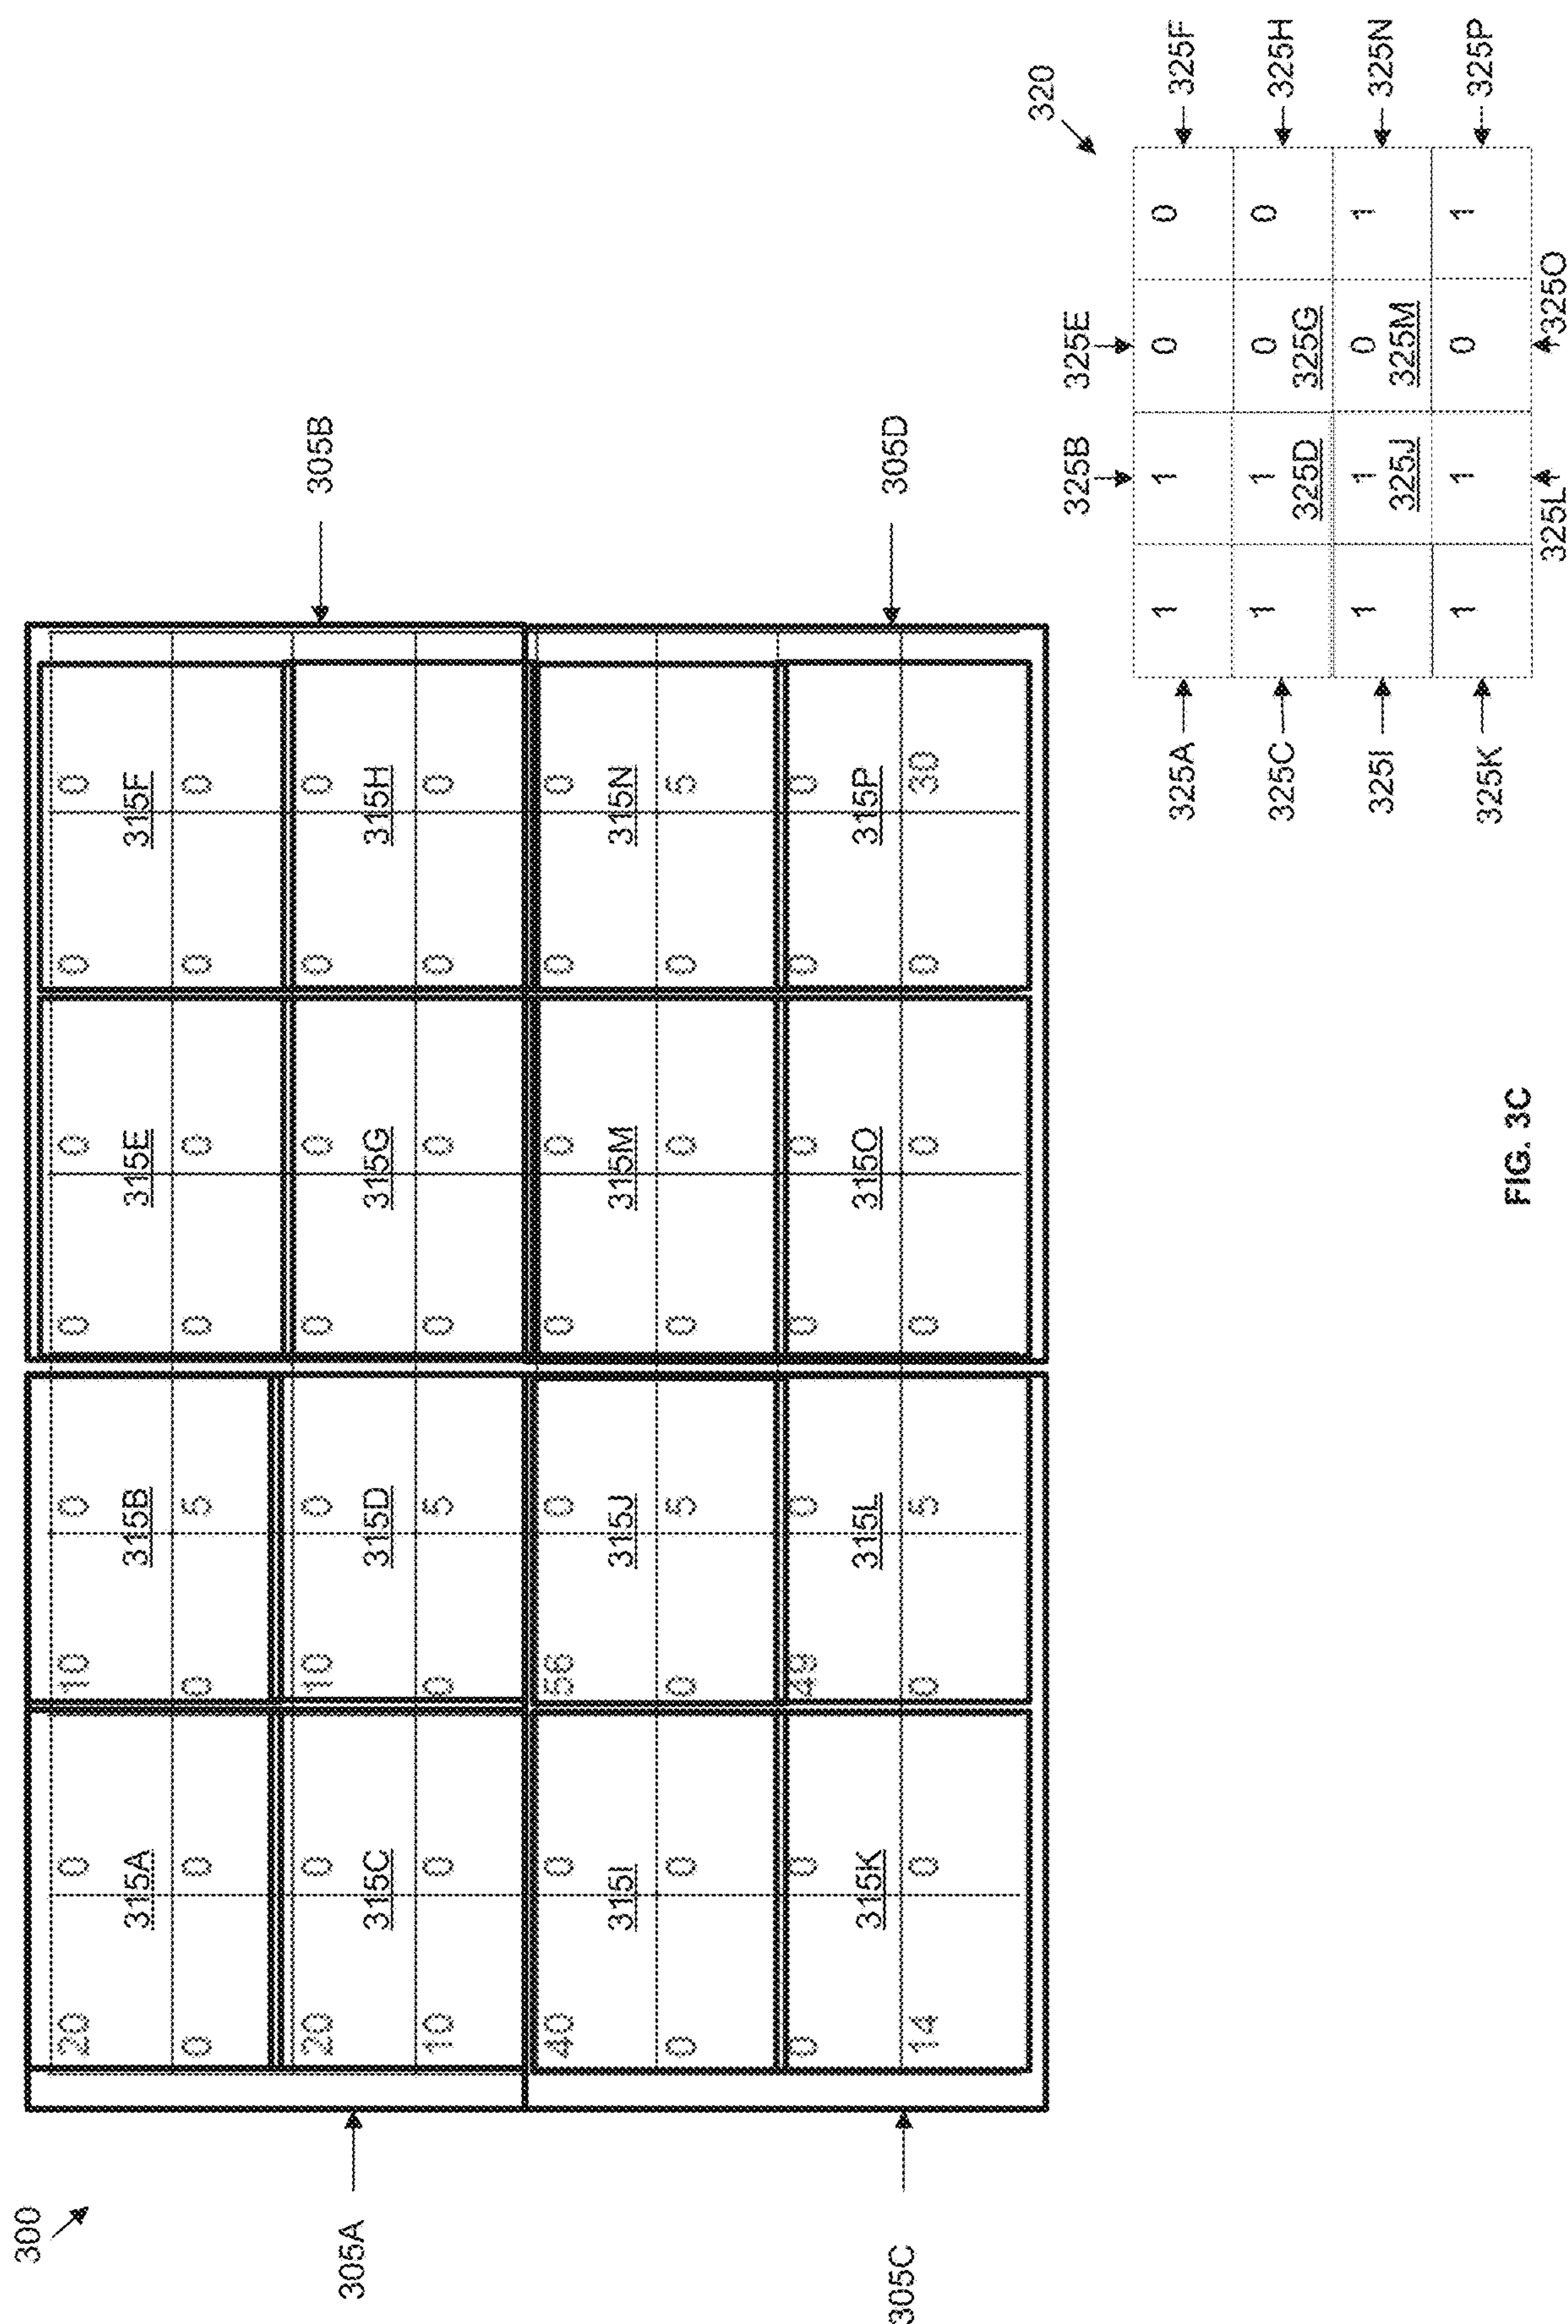 300
20 0 10 0 0 0 0 0
315A 315B 315E 315F
0 0 0 5 0 0 0 0
20 0 10 0 0 0 0 0
305A 305B
315C 315D 315G 315H
10 0 0 5 0 0 0 0
40 0 56 0 0 0 0 0
315I 315J 315M 315N
0 0 0 5 0 0 0 5
0 0 49 0 0 0 0 0
315K 315L 315O 315P
305C 305D
14 0 0 5 0 0 0 30
320
325B 325E
1 1 0 0
325A 325F
1 1 0 0
325C 325D 325G 325H
1 1 0 1
325I 325J 325M 325N
1 1 0 1
325K 325P
325L 325O
FIG. 3C